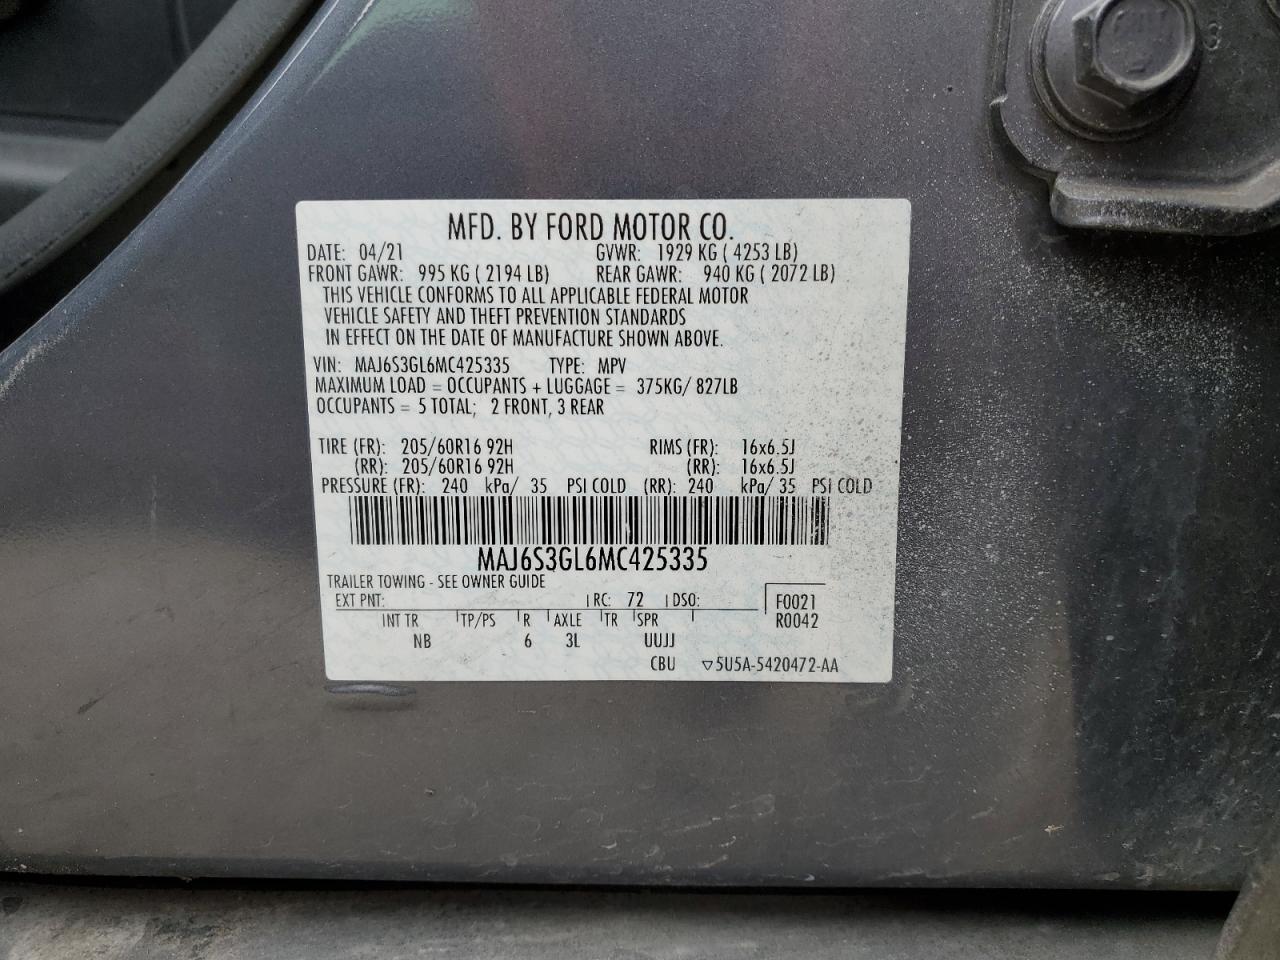 MFD. BY FORD MOTOR CO.
DATE: 04/21 GVWR: 1929 KG ( 4253 LB)
FRONT GAWR: 995 KG ( 2194 LB) REAR GAWR: 940 KG ( 2072 LB)
THIS VEHICLE CONFORMS TO ALL APPLICABLE FEDERAL MOTOR
VEHICLE SAFETY AND THEFT PREVENTION STANDARDS
IN EFFECT ON THE DATE OF MANUFACTURE SHOWN ABOVE.
VIN: MAJ6S3GL6MC425335 TYPE: MPV
MAXIMUM LOAD = OCCUPANTS + LUGGAGE = 375KG/ 827LB
OCCUPANTS = 5 TOTAL; 2 FRONT, 3 REAR
TIRE (FR): 205/60R16 92H RIMS (FR): 16x6.5J
(RR): 205/60R16 92H (RR): 16x6.5J
PRESSURE (FR): 240 kPa/ 35 PSI COLD (RR): 240 kPa/ 35 PSI COLD
MAJ6S3GL6MC425335
TRAILER TOWING - SEE OWNER GUIDE
EXT PNT: RC: 72 DSO: F0021
INT TR TP/PS R AXLE TR SPR R0042
NB 6 3L UUJJ
CBU ▽5U5A-5420472-AA